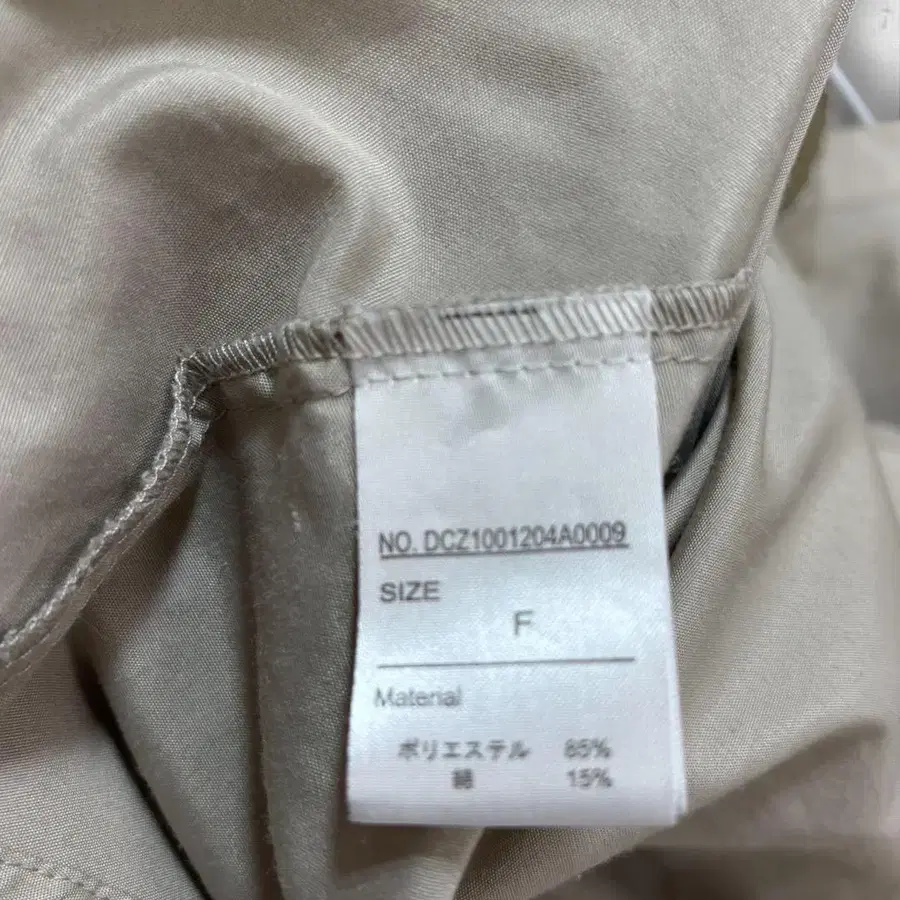 NO. DCZ1001204A0009
SIZE
F
Material
ポリエステル 85%
綿 15%